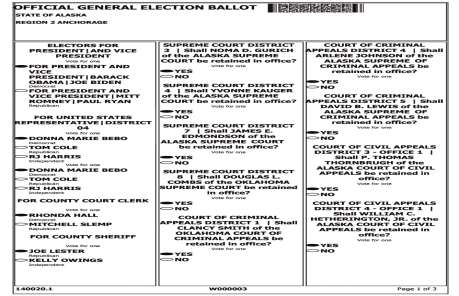 OFFICIAL GENERAL ELECTION BALLOT
STATE OF ALASKA
REGION 2 ANCHORAGE
ELECTORS FOR
PRESIDENT|AND VICE
PRESIDENT
Vote for one
FOR PRESIDENT AND
VICE
PRESIDENT|BARACK
OBAMA|JOE BIDEN
Democrat
FOR PRESIDENT AND
VICE PRESIDENT|MITT
ROMNEY|PAUL RYAN
Republican
FOR UNITED STATES
REPRESENTATIVE|DISTRICT
04
Vote for one
DONNA MARIE BEBO
Democrat
TOM COLE
Republican
RJ HARRIS
Independent
Vote for one
DONNA MARIE BEBO
Democrat
TOM COLE
Republican
RJ HARRIS
Independent
FOR COUNTY COURT CLERK
Vote for one
RHONDA HALL
Democrat
MITCHELL SLEMP
Republican
FOR COUNTY SHERIFF
Vote for one
JOE LESTER
Republican
KELLY OWINGS
Independent
SUPREME COURT DISTRICT
3 | Shall NOMA D. GURICH
of the ALASKA SUPREME
COURT be retained in office?
Vote for one
YES
NO
SUPREME COURT DISTRICT
4 | Shall YVONNE KAUGER
of the ALASKA SUPREME
COURT be retained in office?
Vote for one
YES
NO
SUPREME COURT DISTRICT
7 | Shall JAMES E.
EDMONDSON of the
ALASKA SUPREME COURT
be retained in office?
Vote for one
YES
NO
SUPREME COURT DISTRICT
8 | Shall DOUGLAS L.
COMBS of the OKLAHOMA
SUPREME COURT be retained
in office?
Vote for one
YES
NO
COURT OF CRIMINAL
APPEALS DISTRICT 1 | Shall
CLANCY SMITH of the
OKLAHOMA COURT OF
CRIMINAL APPEALS be
retained in office?
Vote for one
YES
NO
COURT OF CRIMINAL
APPEALS DISTRICT 4 | Shall
ARLENE JOHNSON of the
ALASKA SUPREME OF
CRIMINAL APPEALS be
retained in office?
Vote for one
YES
NO
COURT OF CRIMINAL
APPEALS DISTRICT 5 | Shall
DAVID B. LEWIS of the
ALASKA SUPREME OF
CRIMINAL APPEALS be
retained in office?
Vote for one
YES
NO
COURT OF CIVIL APPEALS
DISTRICT 3 - OFFICE 1 |
Shall P. THOMAS
THORNBRUGH of the
ALASKA COURT OF CIVIL
APPEALS be retained in
office?
Vote for one
YES
NO
COURT OF CIVIL APPEALS
DISTRICT 4 - OFFICE 1 |
Shall WILLIAM C.
HETHERINGTON, JR. of the
ALASKA COURT OF CIVIL
APPEALS be retained in
office?
Vote for one
YES
NO
140020.1 W000003 Page 1 of 3